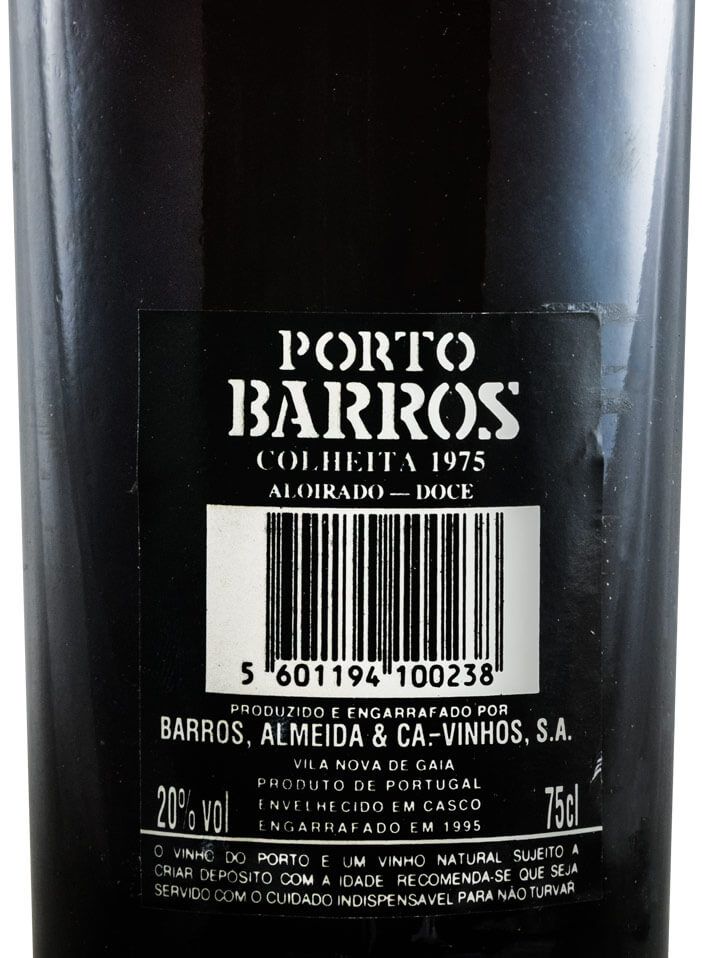 PORTO
BARROS
COLHEITA 1975
ALOIRADO — DOCE
5 601194 100238
PRODUZIDO E ENGARRAFADO POR
BARROS, ALMEIDA & CA.-VINHOS, S.A.
VILA NOVA DE GAIA
PRODUTO DE PORTUGAL
20% vol ENVELHECIDO EM CASCO 75cl
ENGARRAFADO EM 1995
O VINHO DO PORTO E UM VINHO NATURAL SUJEITO A
CRIAR DEPOSITO COM A IDADE RECOMENDA-SE QUE SEJA
SERVIDO COM O CUIDADO INDISPENSAVEL PARA NÃO TURVAR